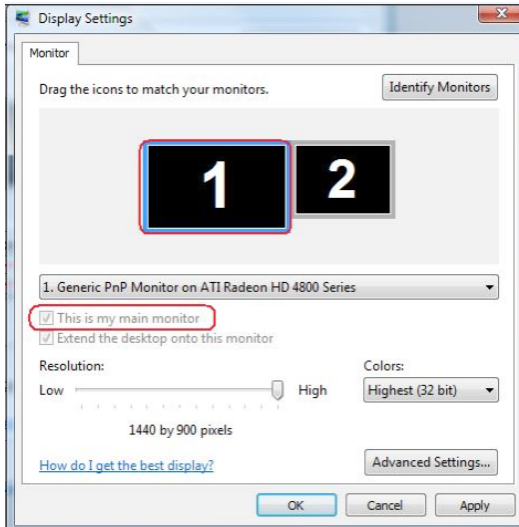 Display Settings
Monitor
Drag the icons to match your monitors.
Identify Monitors
1 2
1. Generic PnP Monitor on ATI Radeon HD 4800 Series
This is my main monitor
Extend the desktop onto this monitor
Resolution: Colors:
Low High Highest (32 bit)
1440 by 900 pixels
How do I get the best display? Advanced Settings...
OK Cancel Apply